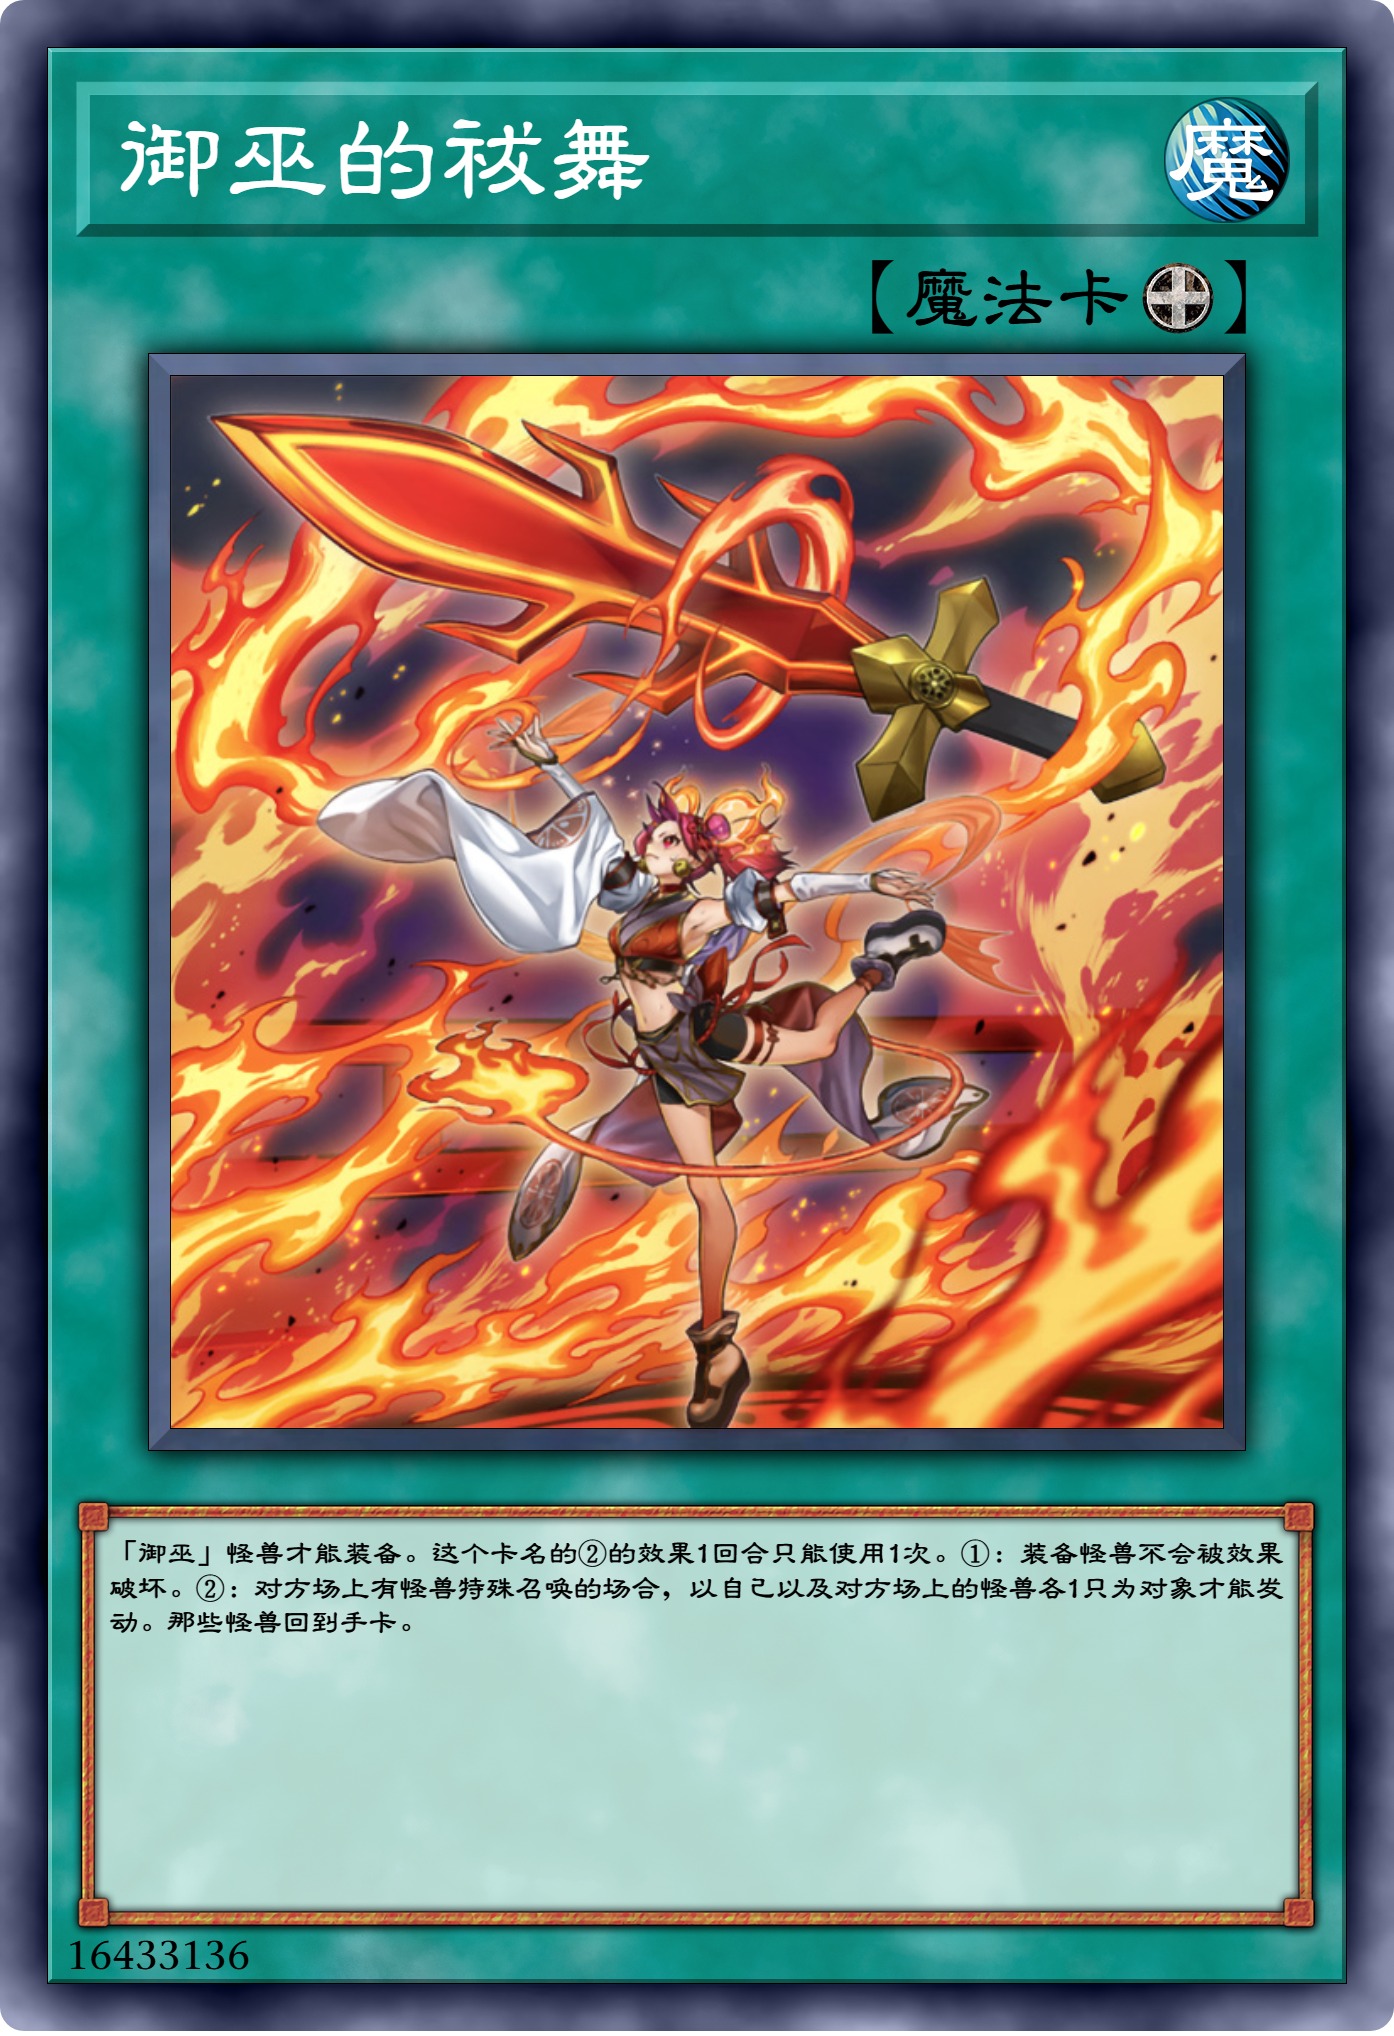 御巫的祓舞
魔
【魔法卡】
「御巫」怪兽才能装备。这个卡名的②的效果1回合只能使用1次。①：装备怪兽不会被效果
破坏。②：对方场上有怪兽特殊召唤的场合，以自己以及对方场上的怪兽各1只为对象才能发
动。那些怪兽回到手卡。
16433136